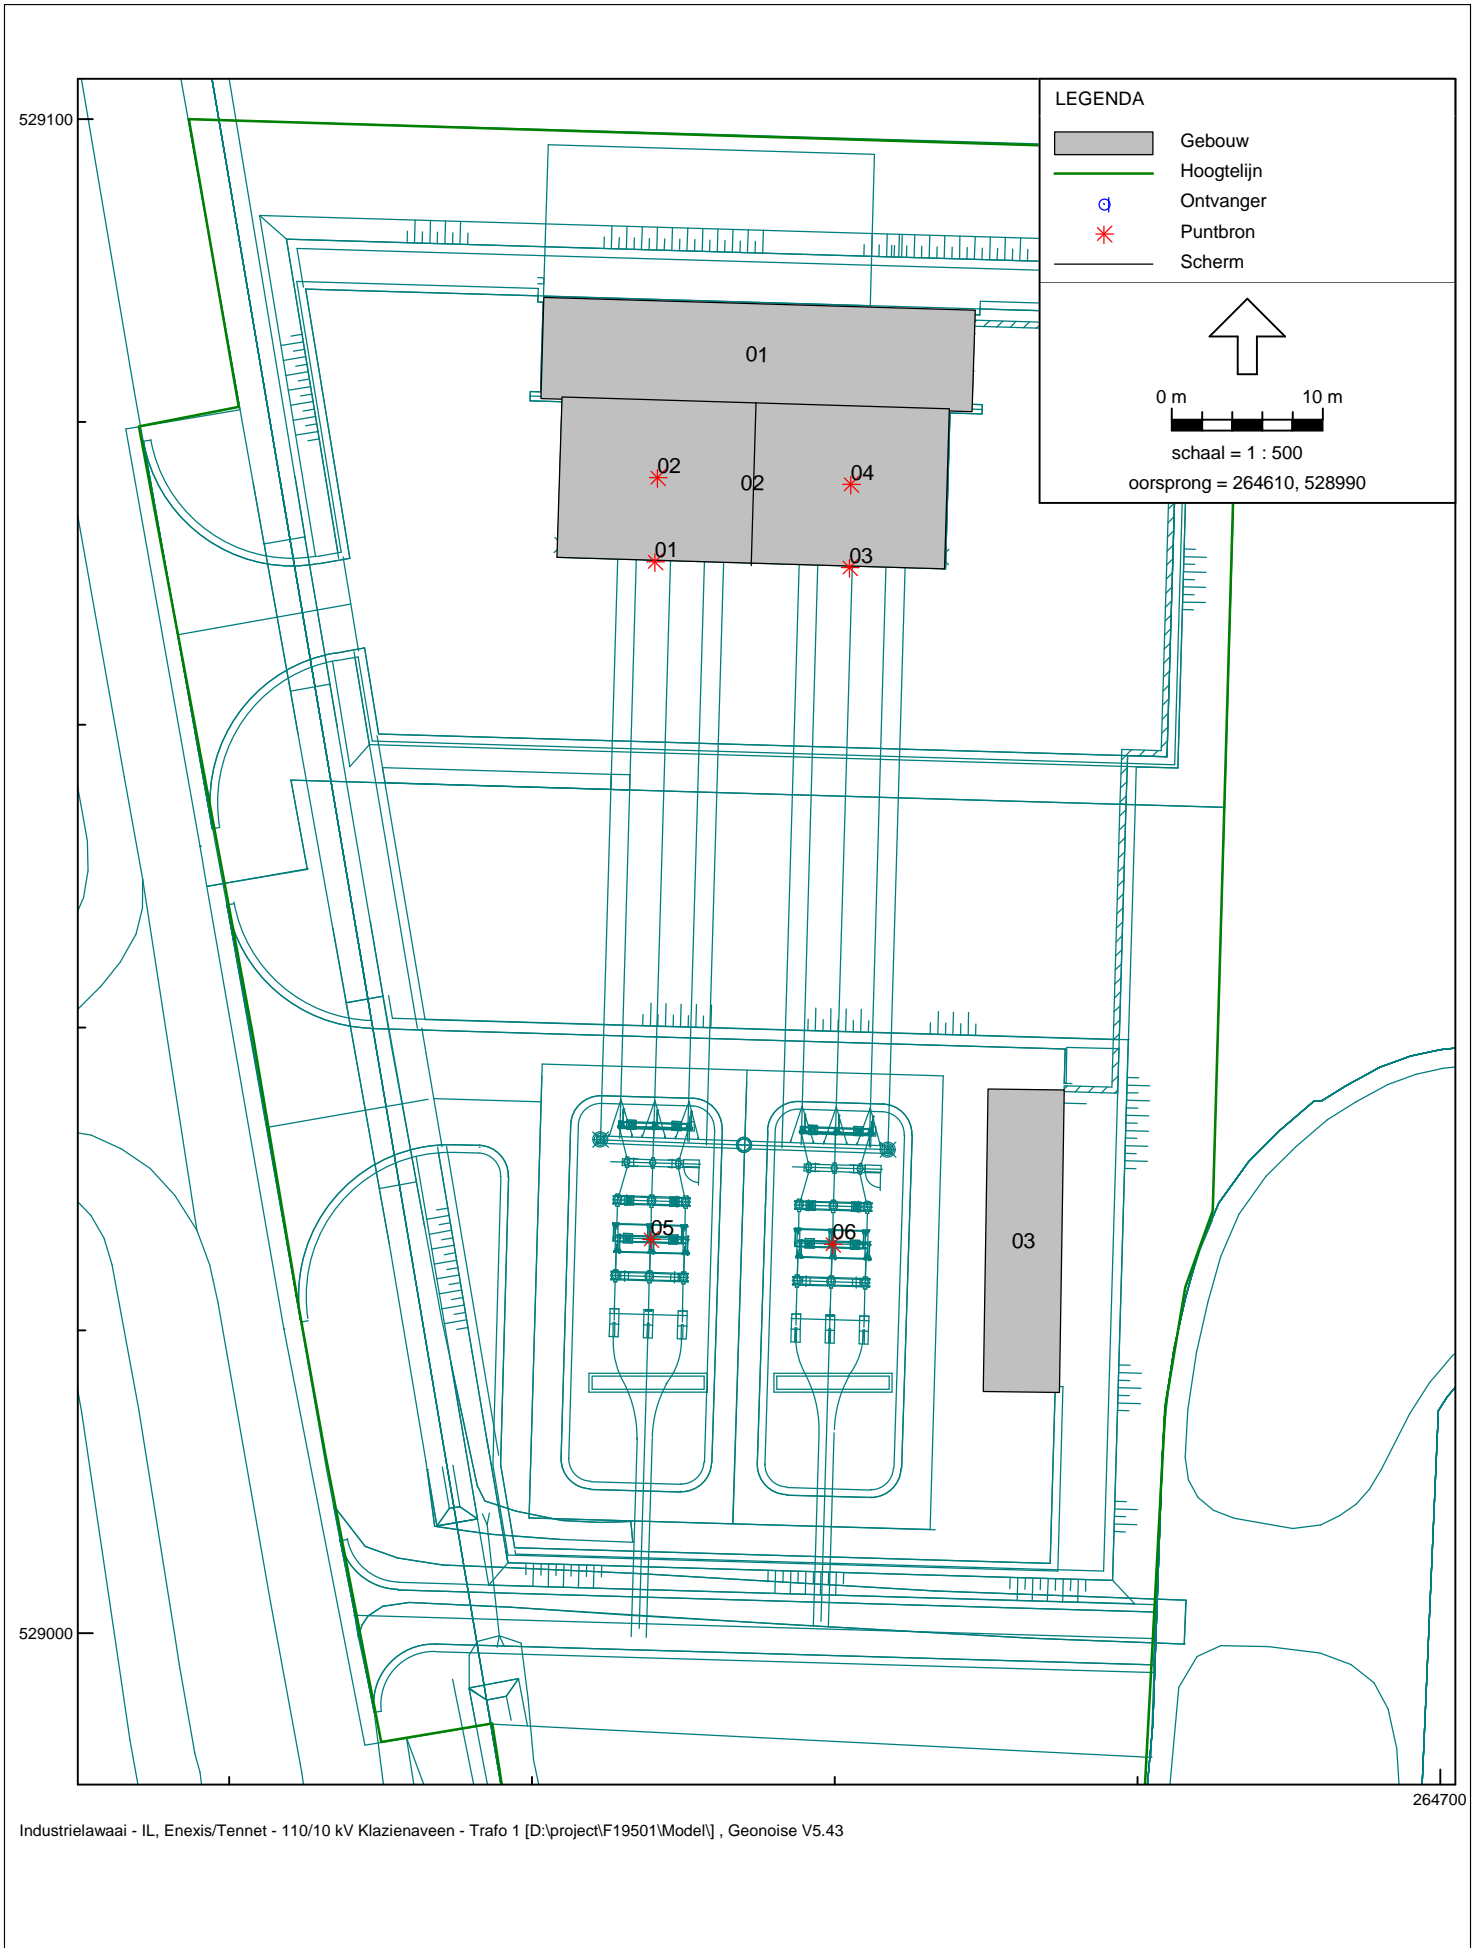 LEGENDA
529100
Gebouw
Hoogtelijn
Ontvanger
Puntbron
Scherm
01
0 m 10 m
schaal = 1 : 500
oorsprong = 264610, 528990
02
04
02
01
03
05
06
03
529000
264700
Industrielawaai - IL, Enexis/Tennet - 110/10 kV Klazienaveen - Trafo 1 [D:\project\F19501\Model\] , Geonoise V5.43